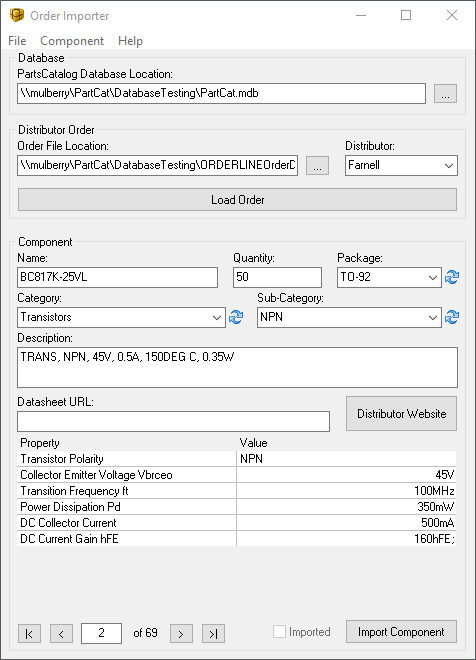 Order Importer
File Component Help
Database
PartsCatalog Database Location:
\\mulberry\PartCat\DatabaseTesting\PartCat.mdb
...
Distributor Order
Order File Location: Distributor:
\\mulberry\PartCat\DatabaseTesting\ORDERLINEOrderD ... Farnell
Load Order
Component
Name: Quantity: Package:
BC817K-25VL 50 TO-92
Category: Sub-Category:
Transistors NPN
Description:
TRANS, NPN, 45V, 0.5A, 150DEG C, 0.35W
Datasheet URL:
Distributor Website
Property Value
Transistor Polarity NPN
Collector Emitter Voltage Vbrceo 45V
Transition Frequency ft 100MHz
Power Dissipation Pd 350mW
DC Collector Current 500mA
DC Current Gain hFE 160hFE;
|< < 2 of 69 > >| Imported Import Component